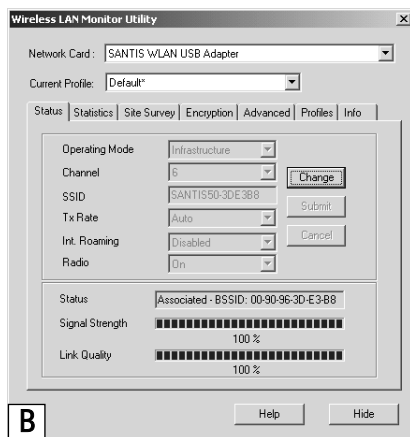 Wireless LAN Monitor Utility
Network Card : SANTIS WLAN USB Adapter
Current Profile: Default*
Status Statistics Site Survey Encryption Advanced Profiles Info
Operating Mode Infrastructure
Channel 6
Change
SSID SANTIS50-3DE3B8
Submit
Tx Rate Auto
Int. Roaming Disabled
Cancel
Radio On
Status Associated - BSSID: 00-90-96-3D-E3-B8
Signal Strength
100 %
Link Quality
100 %
B
Help Hide